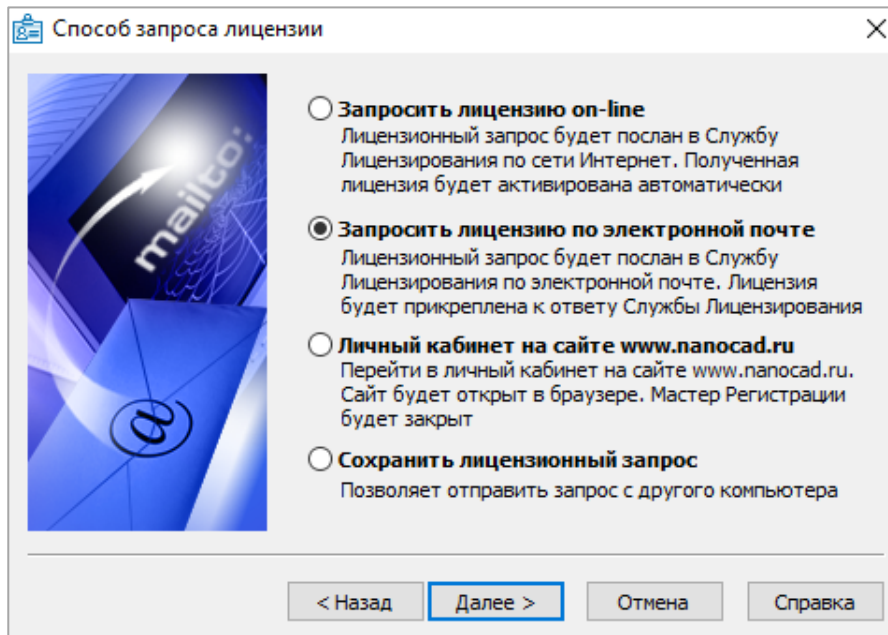 Способ запроса лицензии
mailto:
@
Запросить лицензию on-line
Лицензионный запрос будет послан в Службу
Лицензирования по сети Интернет. Полученная
лицензия будет активирована автоматически
Запросить лицензию по электронной почте
Лицензионный запрос будет послан в Службу
Лицензирования по электронной почте. Лицензия
будет прикреплена к ответу Службы Лицензирования
Личный кабинет на сайте www.nanocad.ru
Перейти в личный кабинет на сайте www.nanocad.ru.
Сайт будет открыт в браузере. Мастер Регистрации
будет закрыт
Сохранить лицензионный запрос
Позволяет отправить запрос с другого компьютера
< Назад
Далее >
Отмена
Справка